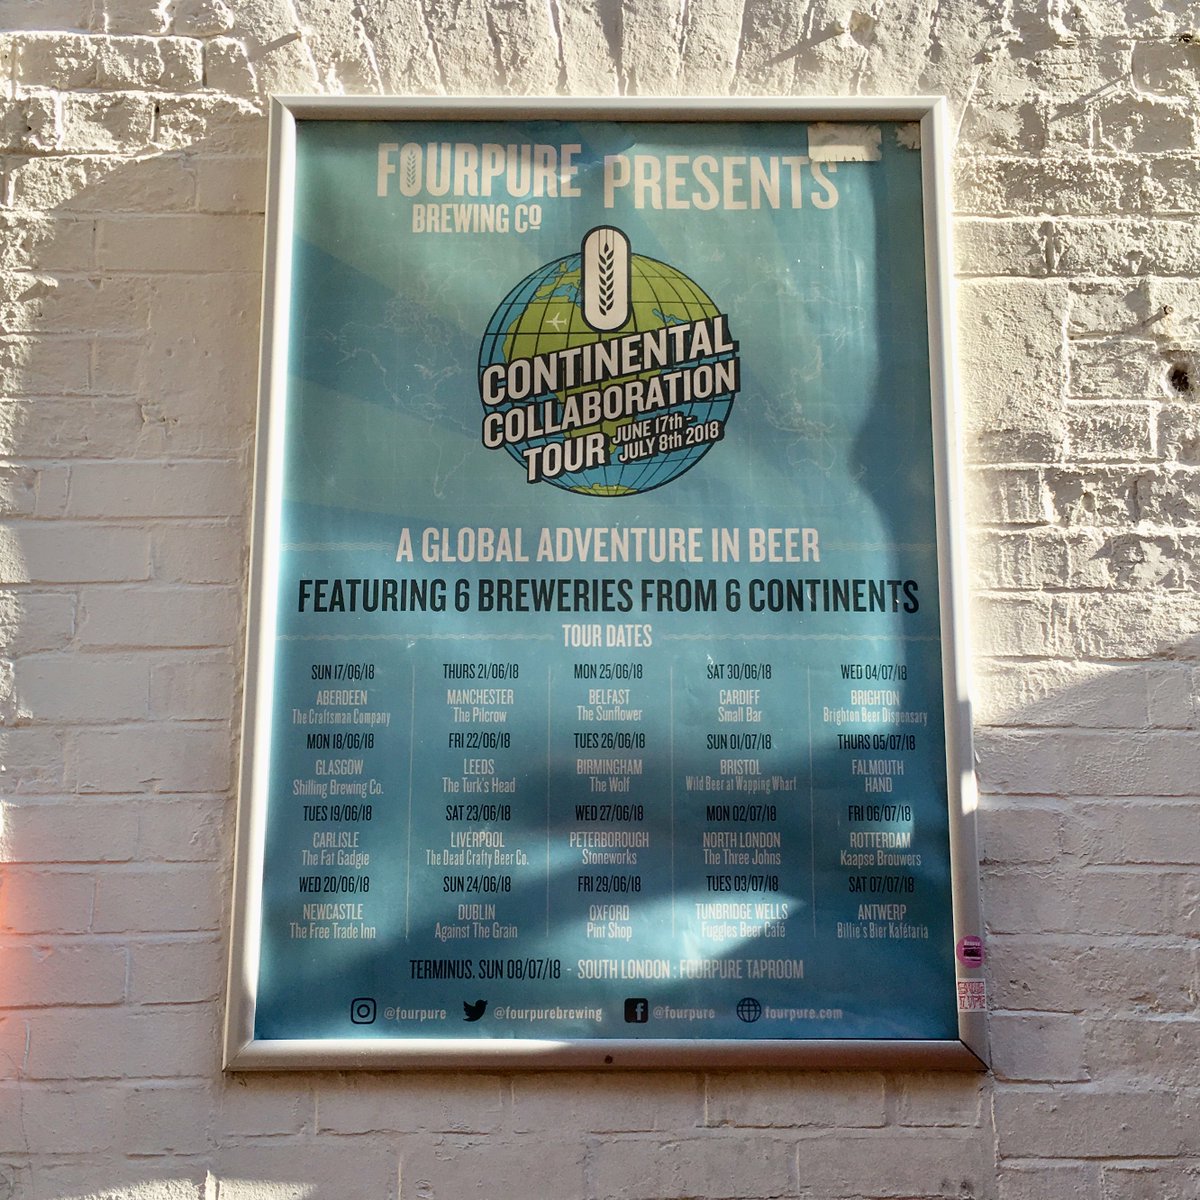 FOURPURE PRESENTS
BREWING CO
CONTINENTAL
COLLABORATION
TOUR
JUNE 17th -
JULY 8th 2018
A GLOBAL ADVENTURE IN BEER
FEATURING 6 BREWERIES FROM 6 CONTINENTS
TOUR DATES
SUN 17/06/18
ABERDEEN
The Craftsman Company
MON 18/06/18
GLASGOW
Shilling Brewing Co.
TUES 19/06/18
CARLISLE
The Fat Gadgie
WED 20/06/18
NEWCASTLE
The Free Trade Inn
THURS 21/06/18
MANCHESTER
The Pilcrow
FRI 22/06/18
LEEDS
The Turk's Head
SAT 23/06/18
LIVERPOOL
The Dead Crafty Beer Co.
SUN 24/06/18
DUBLIN
Against The Grain
MON 25/06/18
BELFAST
The Sunflower
TUES 26/06/18
BIRMINGHAM
The Wolf
WED 27/06/18
PETERBOROUGH
Stoneworks
FRI 29/06/18
OXFORD
Pint Shop
SAT 30/06/18
CARDIFF
Small Bar
SUN 01/07/18
BRISTOL
Wild Beer at Wapping Wharf
MON 02/07/18
NORTH LONDON
The Three Johns
TUES 03/07/18
TUNBRIDGE WELLS
Fuggles Beer Café
WED 04/07/18
BRIGHTON
Brighton Beer Dispensary
THURS 05/07/18
FALMOUTH
HAND
FRI 06/07/18
ROTTERDAM
Kaapse Brouwers
SAT 07/07/18
ANTWERP
Billie's Bier Kafétaria
TERMINUS. SUN 08/07/18 - SOUTH LONDON : FOURPURE TAPROOM
@fourpure @fourpurebrewing @fourpure fourpure.com